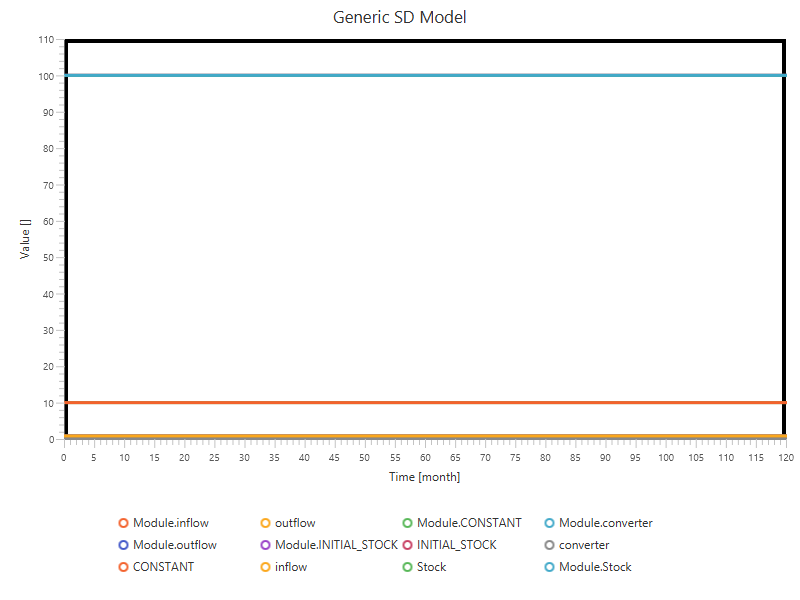 Generic SD Model
110
100
90
80
70
60
50
40
30
20
10
0
Value []
0 5 10 15 20 25 30 35 40 45 50 55 60 65 70 75 80 85 90 95 100 105 110 115 120
Time [month]
Module.inflow outflow Module.CONSTANT Module.converter
Module.outflow Module.INITIAL_STOCK INITIAL_STOCK converter
CONSTANT inflow Stock Module.Stock